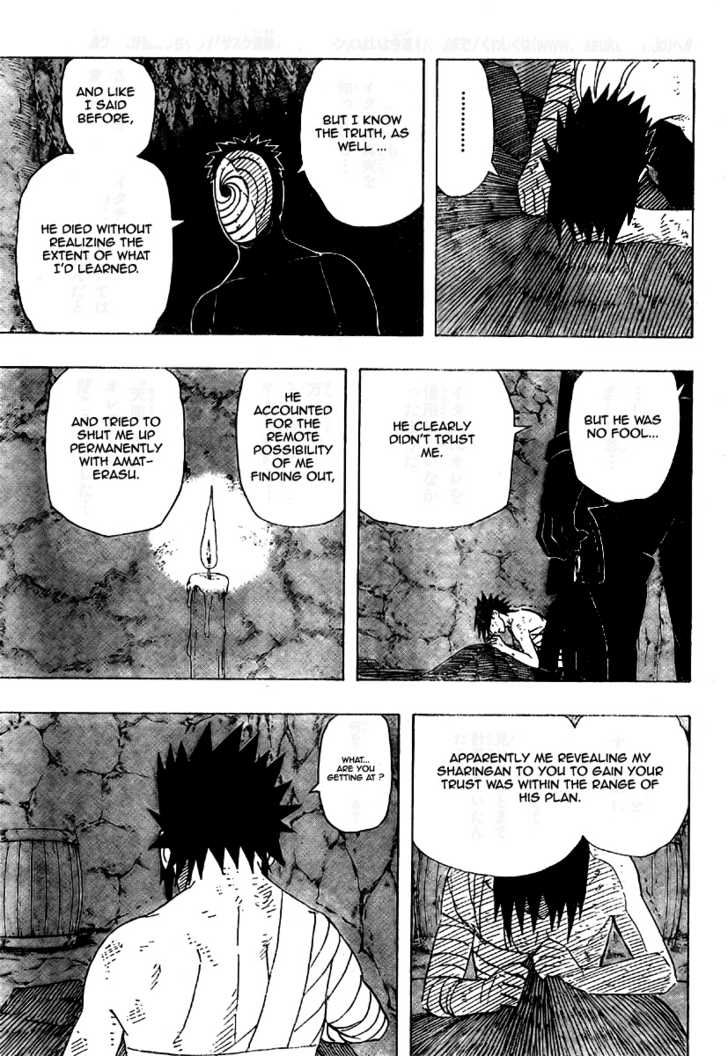 .........
BUT I KNOW
THE TRUTH, AS
WELL ...
AND LIKE
I SAID
BEFORE,
HE DIED WITHOUT
REALIZING THE
EXTENT OF WHAT
I'D LEARNED.
BUT HE WAS
NO FOOL...
HE CLEARLY
DIDN'T TRUST
ME.
HE
ACCOUNTED
FOR THE
REMOTE
POSSIBILITY
OF ME
FINDING OUT,
AND TRIED TO
SHUT ME UP
PERMANENTLY
WITH AMAT-
ERASU.
APPARENTLY ME REVEALING MY
SHARINGAN TO YOU TO GAIN YOUR
TRUST WAS WITHIN THE RANGE OF
HIS PLAN.
WHAT...
ARE YOU
GETTING AT ?